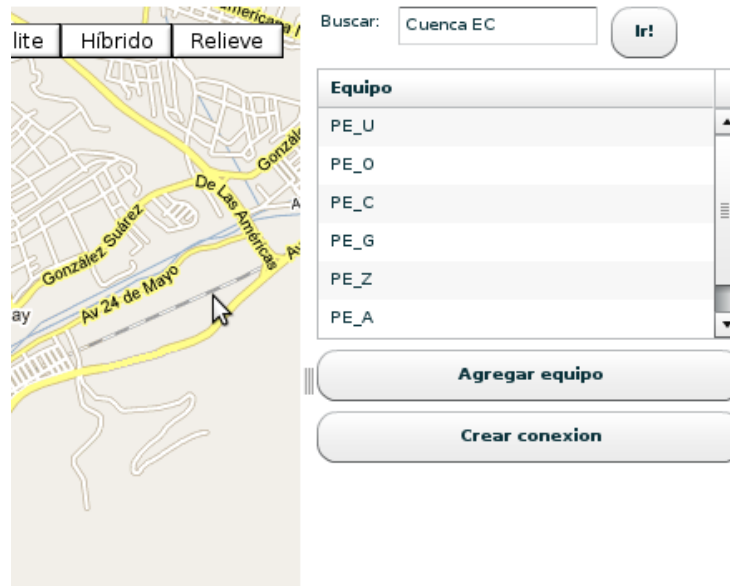 Buscar:
Cuenca EC
Ir!
lite
Híbrido
Relieve
Equipo
PE_U
PE_O
PE_C
PE_G
PE_Z
PE_A
Agregar equipo
Crear conexion
De Las Américas
González Suárez
Av 24 de Mayo
ay